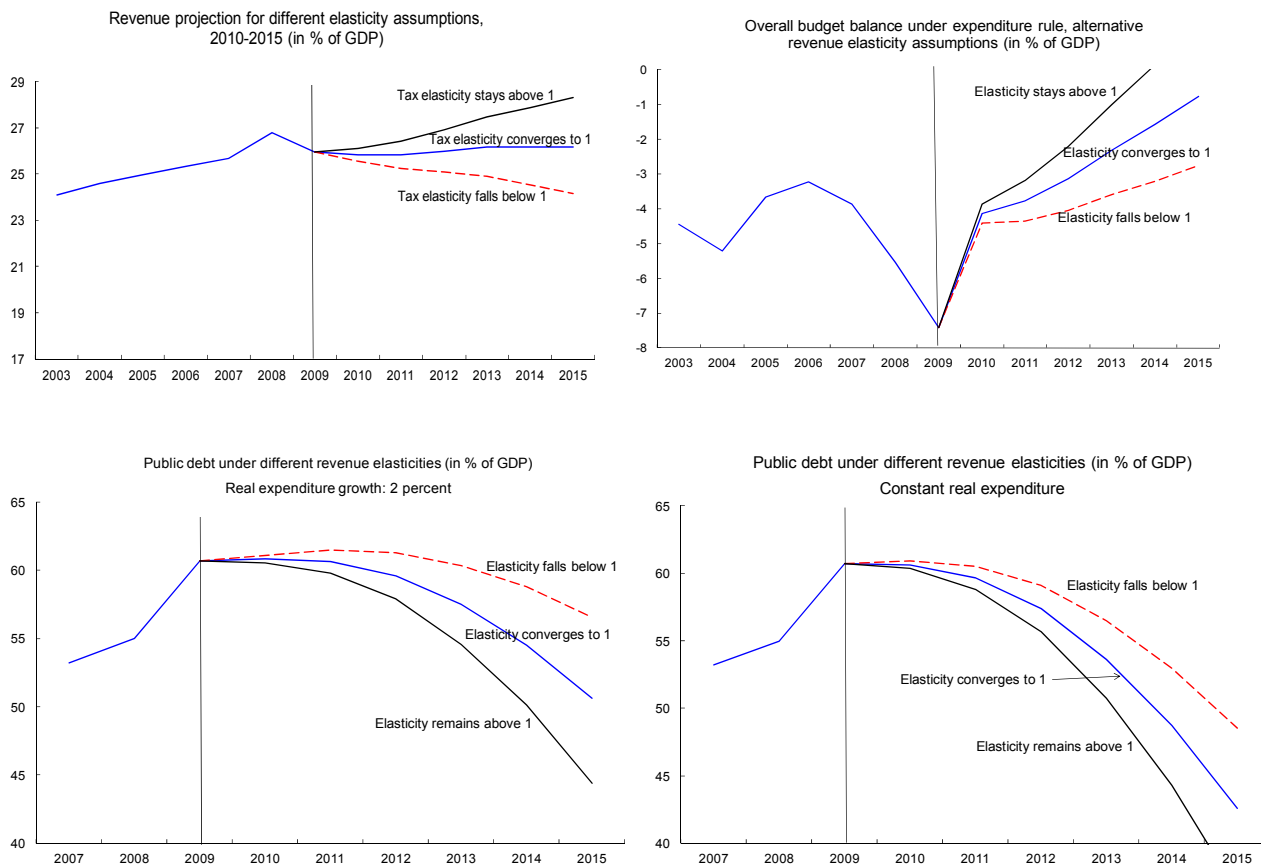 Revenue projection for different elasticity assumptions,
2010-2015 (in % of GDP)
29
27
25
23
21
19
17
Tax elasticity stays above 1
Tax elasticity converges to 1
Tax elasticity falls below 1
2003 2004 2005 2006 2007 2008 2009 2010 2011 2012 2013 2014 2015
Overall budget balance under expenditure rule, alternative
revenue elasticity assumptions (in % of GDP)
0
-1
-2
-3
-4
-5
-6
-7
-8
Elasticity stays above 1
Elasticity converges to 1
Elasticity falls below 1
2003 2004 2005 2006 2007 2008 2009 2010 2011 2012 2013 2014 2015
Public debt under different revenue elasticities (in % of GDP)
Real expenditure growth: 2 percent
65
60
55
50
45
40
Elasticity falls below 1
Elasticity converges to 1
Elasticity remains above 1
2007 2008 2009 2010 2011 2012 2013 2014 2015
Public debt under different revenue elasticities (in % of GDP)
Constant real expenditure
65
60
55
50
45
40
Elasticity falls below 1
Elasticity converges to 1
Elasticity remains above 1
2007 2008 2009 2010 2011 2012 2013 2014 2015